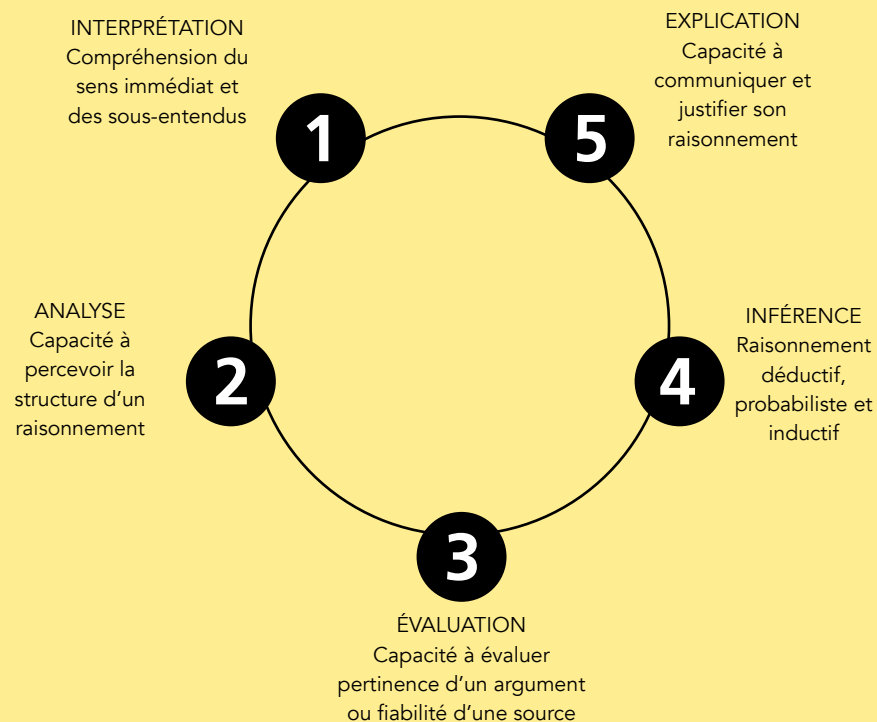 INTERPRÉTATION
Compréhension du
sens immédiat et
des sous-entendus
1
ANALYSE
Capacité à
percevoir la
structure d’un
raisonnement
2
3
ÉVALUATION
Capacité à évaluer
pertinence d’un argument
ou fiabilité d’une source
4
INFÉRENCE
Raisonnement
déductif,
probabiliste et
inductif
5
EXPLICATION
Capacité à
communiquer et
justifier son
raisonnement